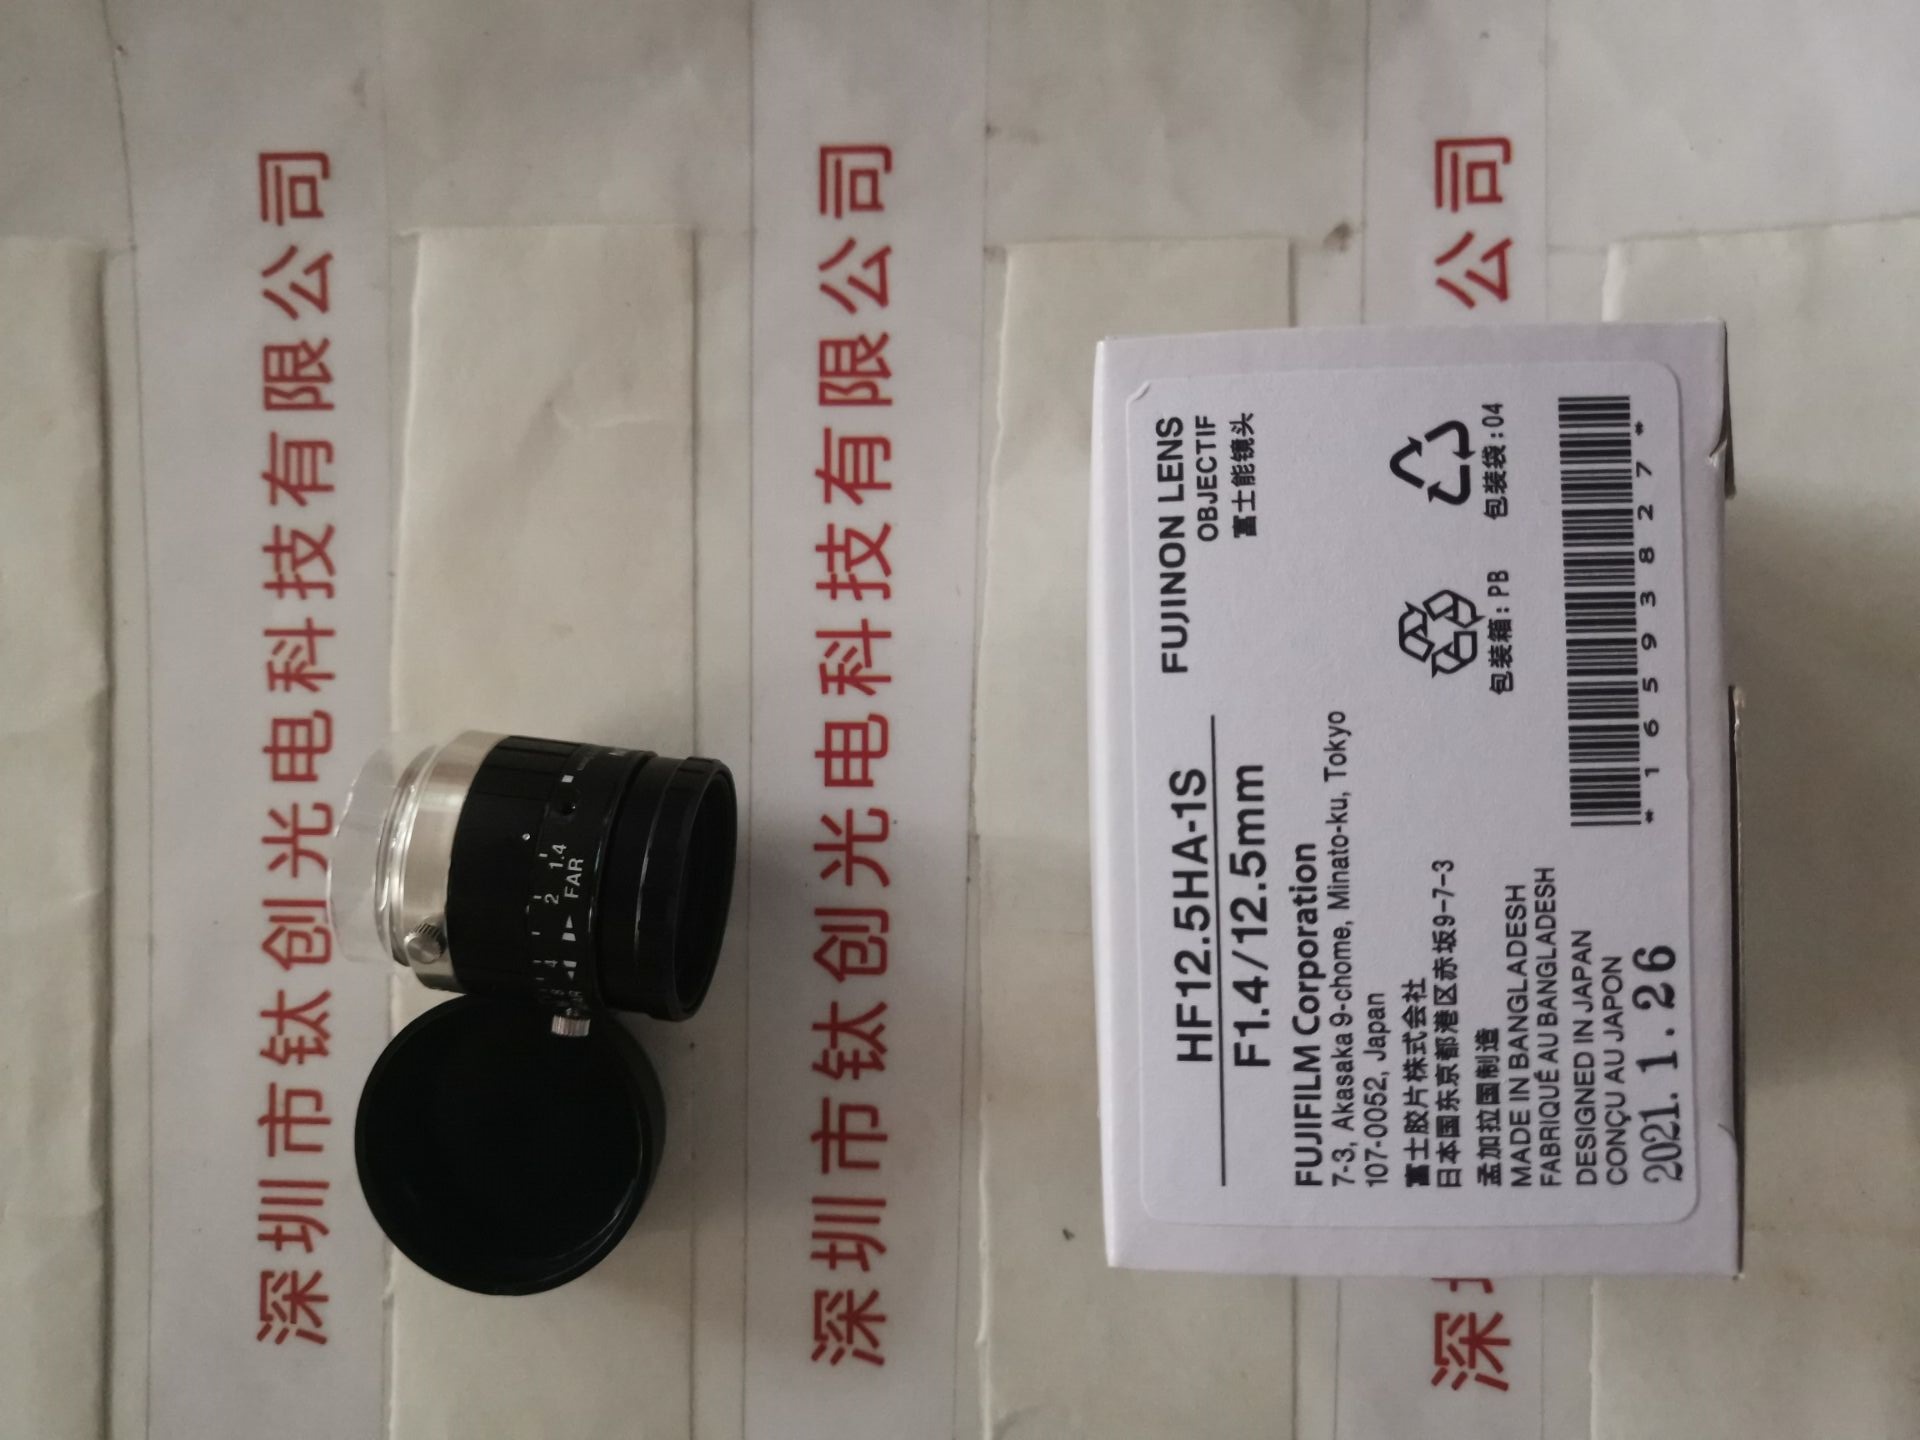 深圳市钛创光电科技有限公司
8 4 2 1.4
FAR
深圳市钛创光电科技有限公司
HF12.5HA-1S
F1.4/12.5mm
FUJINON LENS
OBJECTIF
富士能镜头
FUJIFILM Corporation
7-3, Akasaka 9-chome, Minato-ku, Tokyo
107-0052, Japan
富士胶片株式会社
日本国东京都港区赤坂9-7-3
孟加拉国制造
MADE IN BANGLADESH
FABRIQUÉ AU BANGLADESH
DESIGNED IN JAPAN
CONÇU AU JAPON
2021.1.26
包装箱:PB
包装袋:04
*16593827*
深
公司